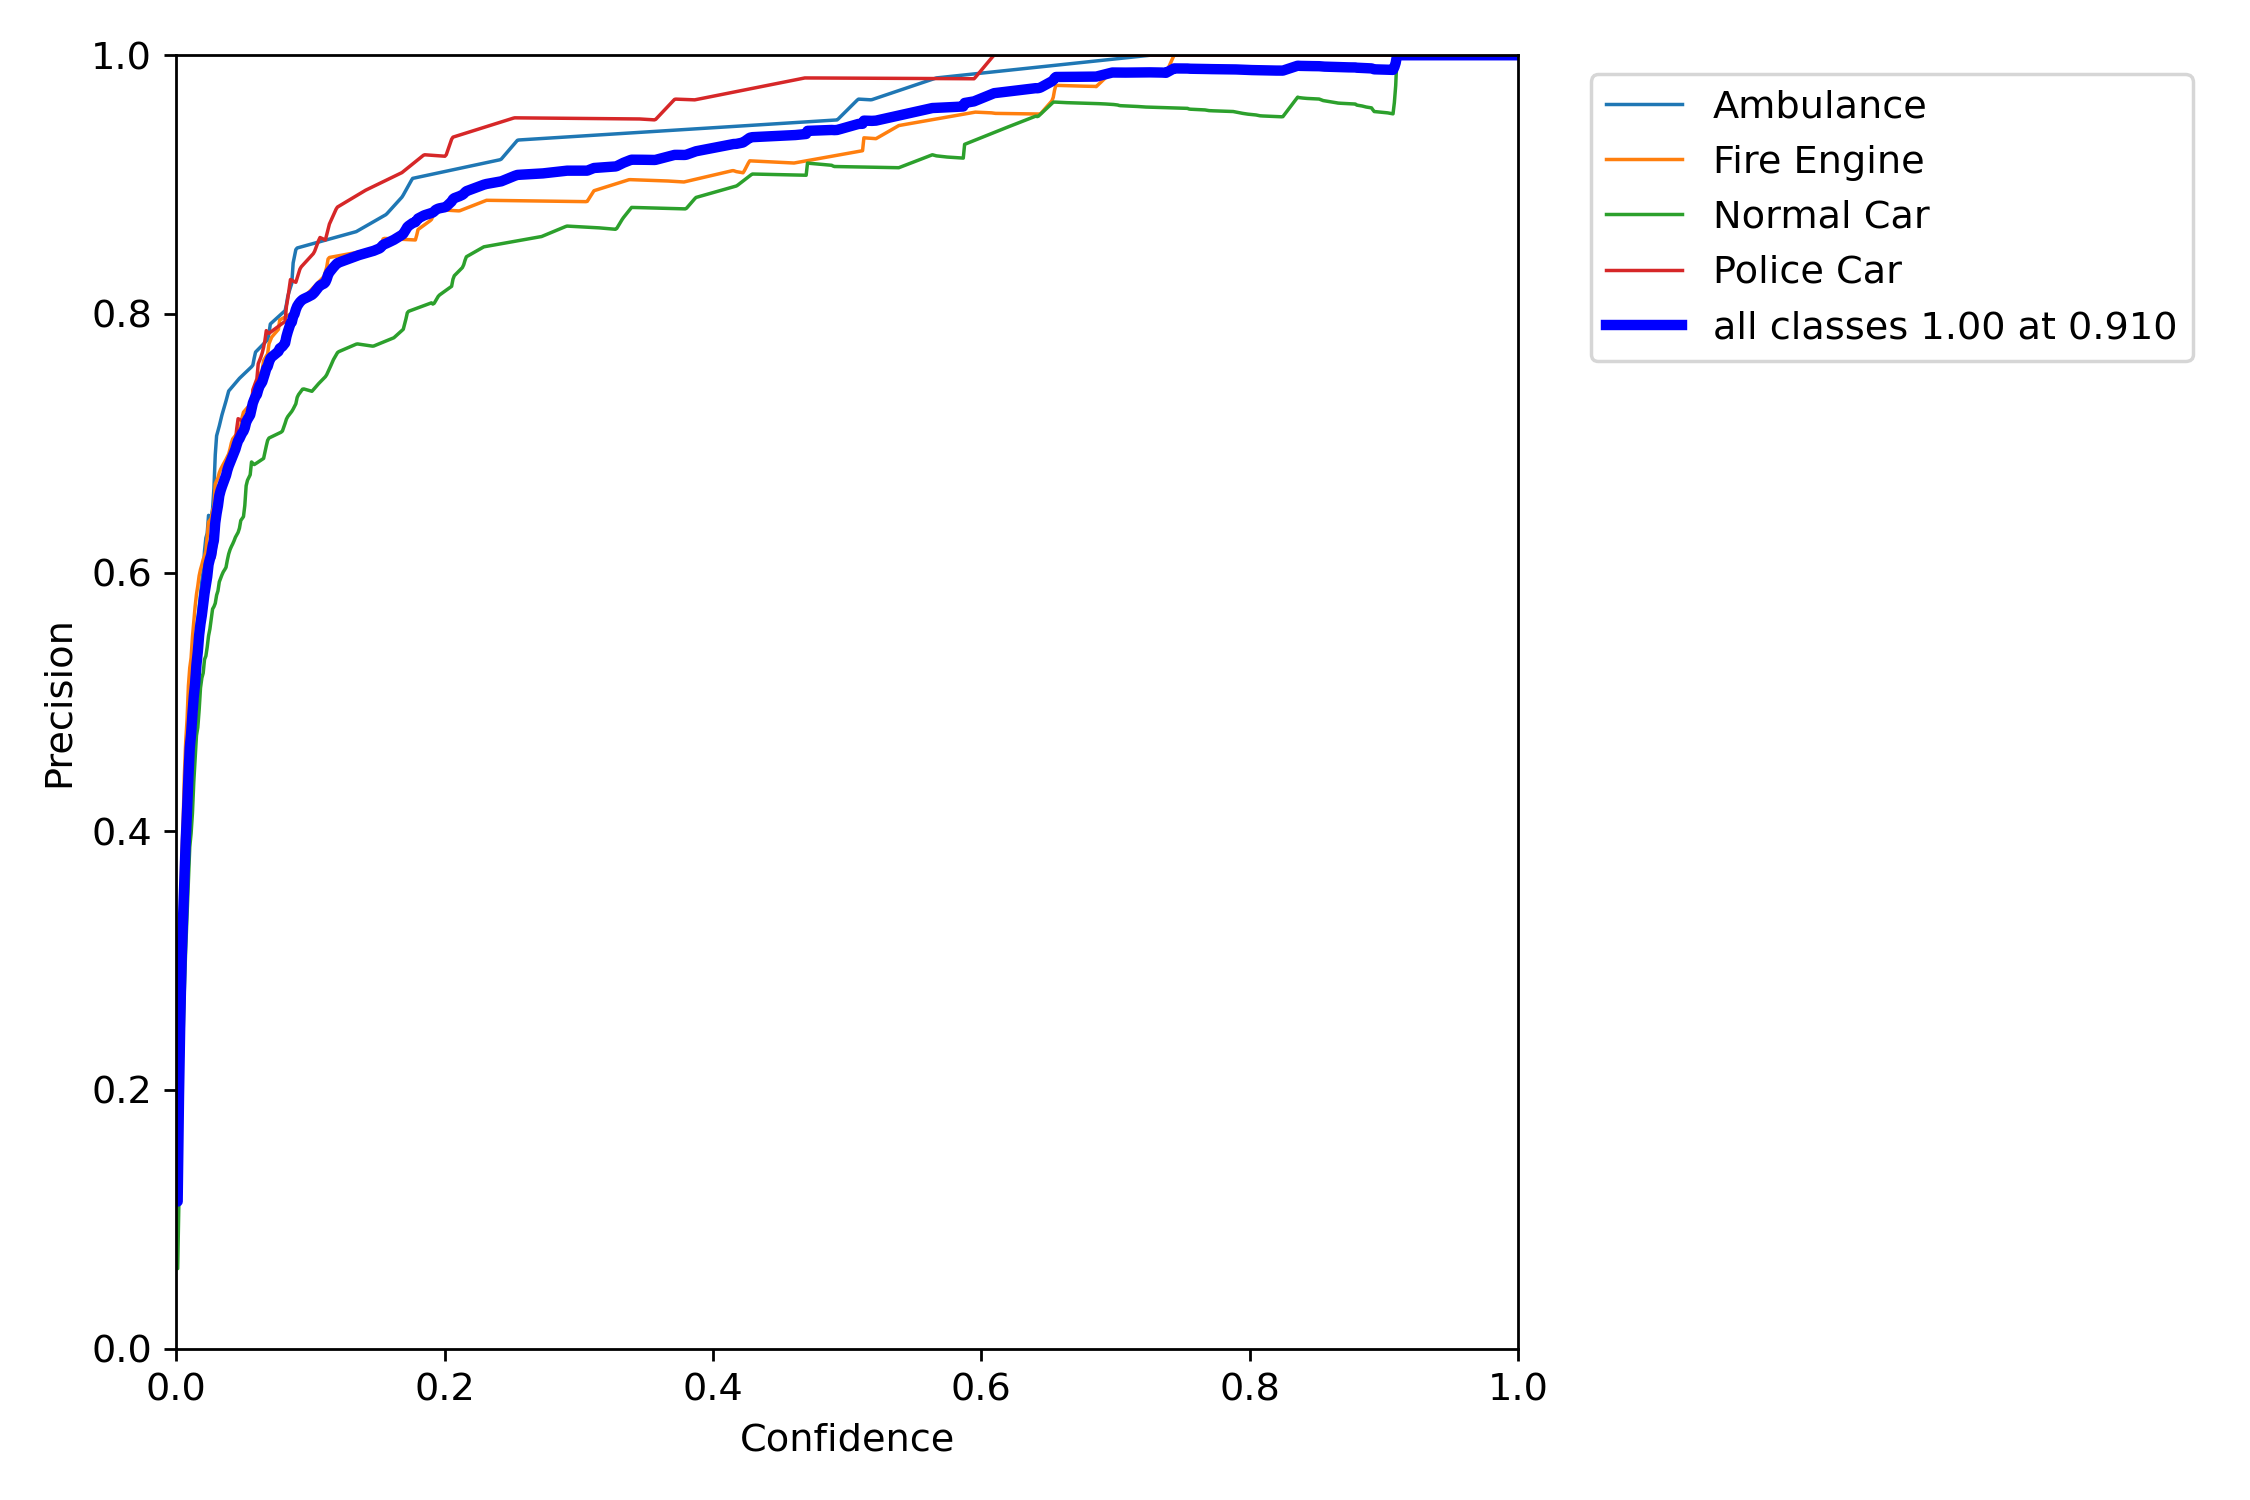 1.0
0.8
0.6
0.4
0.2
0.0
0.0 0.2 0.4 0.6 0.8 1.0
Precision
Confidence
Ambulance
Fire Engine
Normal Car
Police Car
all classes 1.00 at 0.910